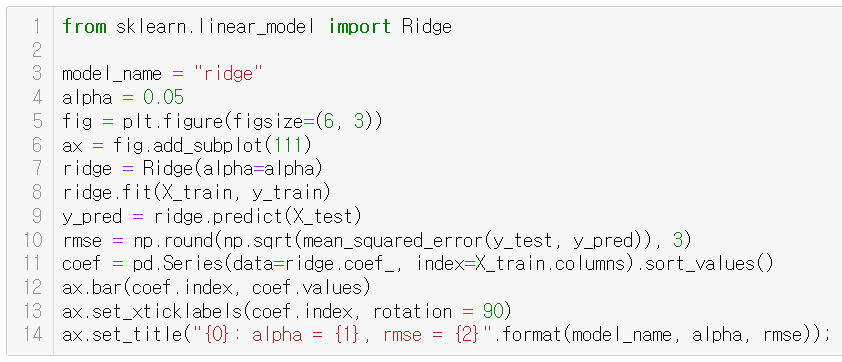 1 from sklearn.linear_model import Ridge
2
3 model_name = "ridge"
4 alpha = 0.05
5 fig = plt.figure(figsize=(6, 3))
6 ax = fig.add_subplot(111)
7 ridge = Ridge(alpha=alpha)
8 ridge.fit(X_train, y_train)
9 y_pred = ridge.predict(X_test)
10 rmse = np.round(np.sqrt(mean_squared_error(y_test, y_pred)), 3)
11 coef = pd.Series(data=ridge.coef_, index=X_train.columns).sort_values()
12 ax.bar(coef.index, coef.values)
13 ax.set_xticklabels(coef.index, rotation = 90)
14 ax.set_title("{0}: alpha = {1}, rmse = {2}".format(model_name, alpha, rmse));